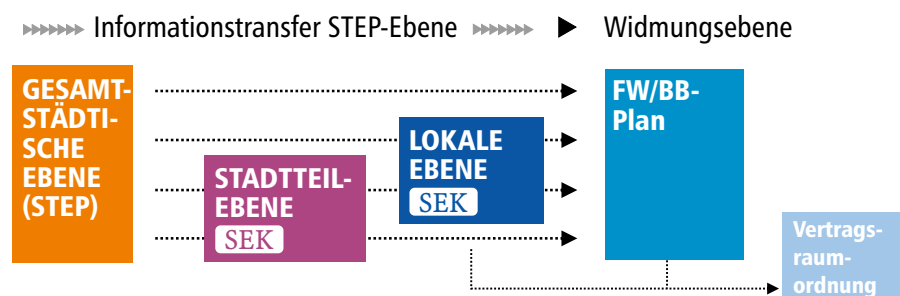 Informationstransfer STEP-Ebene Widmungsebene
GESAMT-
STÄDTI-
SCHE
EBENE
(STEP)
STADTTEIL-
EBENE
SEK
LOKALE
EBENE
SEK
FW/BB-
Plan
Vertrags-
raum-
ordnung